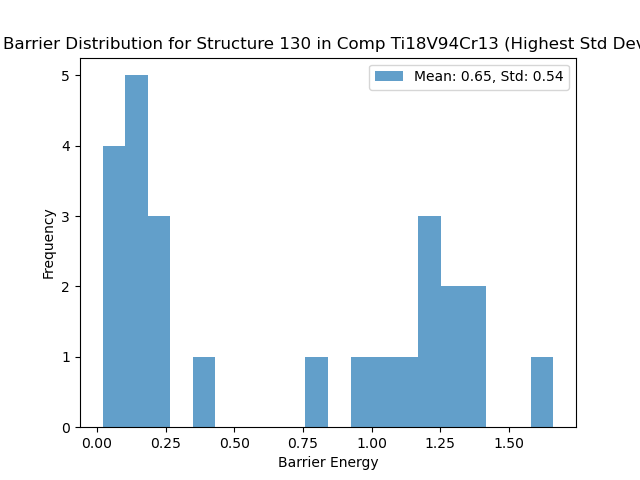 Barrier Distribution for Structure 130 in Comp Ti18V94Cr13 (Highest Std Dev
Mean: 0.65, Std: 0.54
5
4
3
2
1
0
Frequency
0.00 0.25 0.50 0.75 1.00 1.25 1.50
Barrier Energy